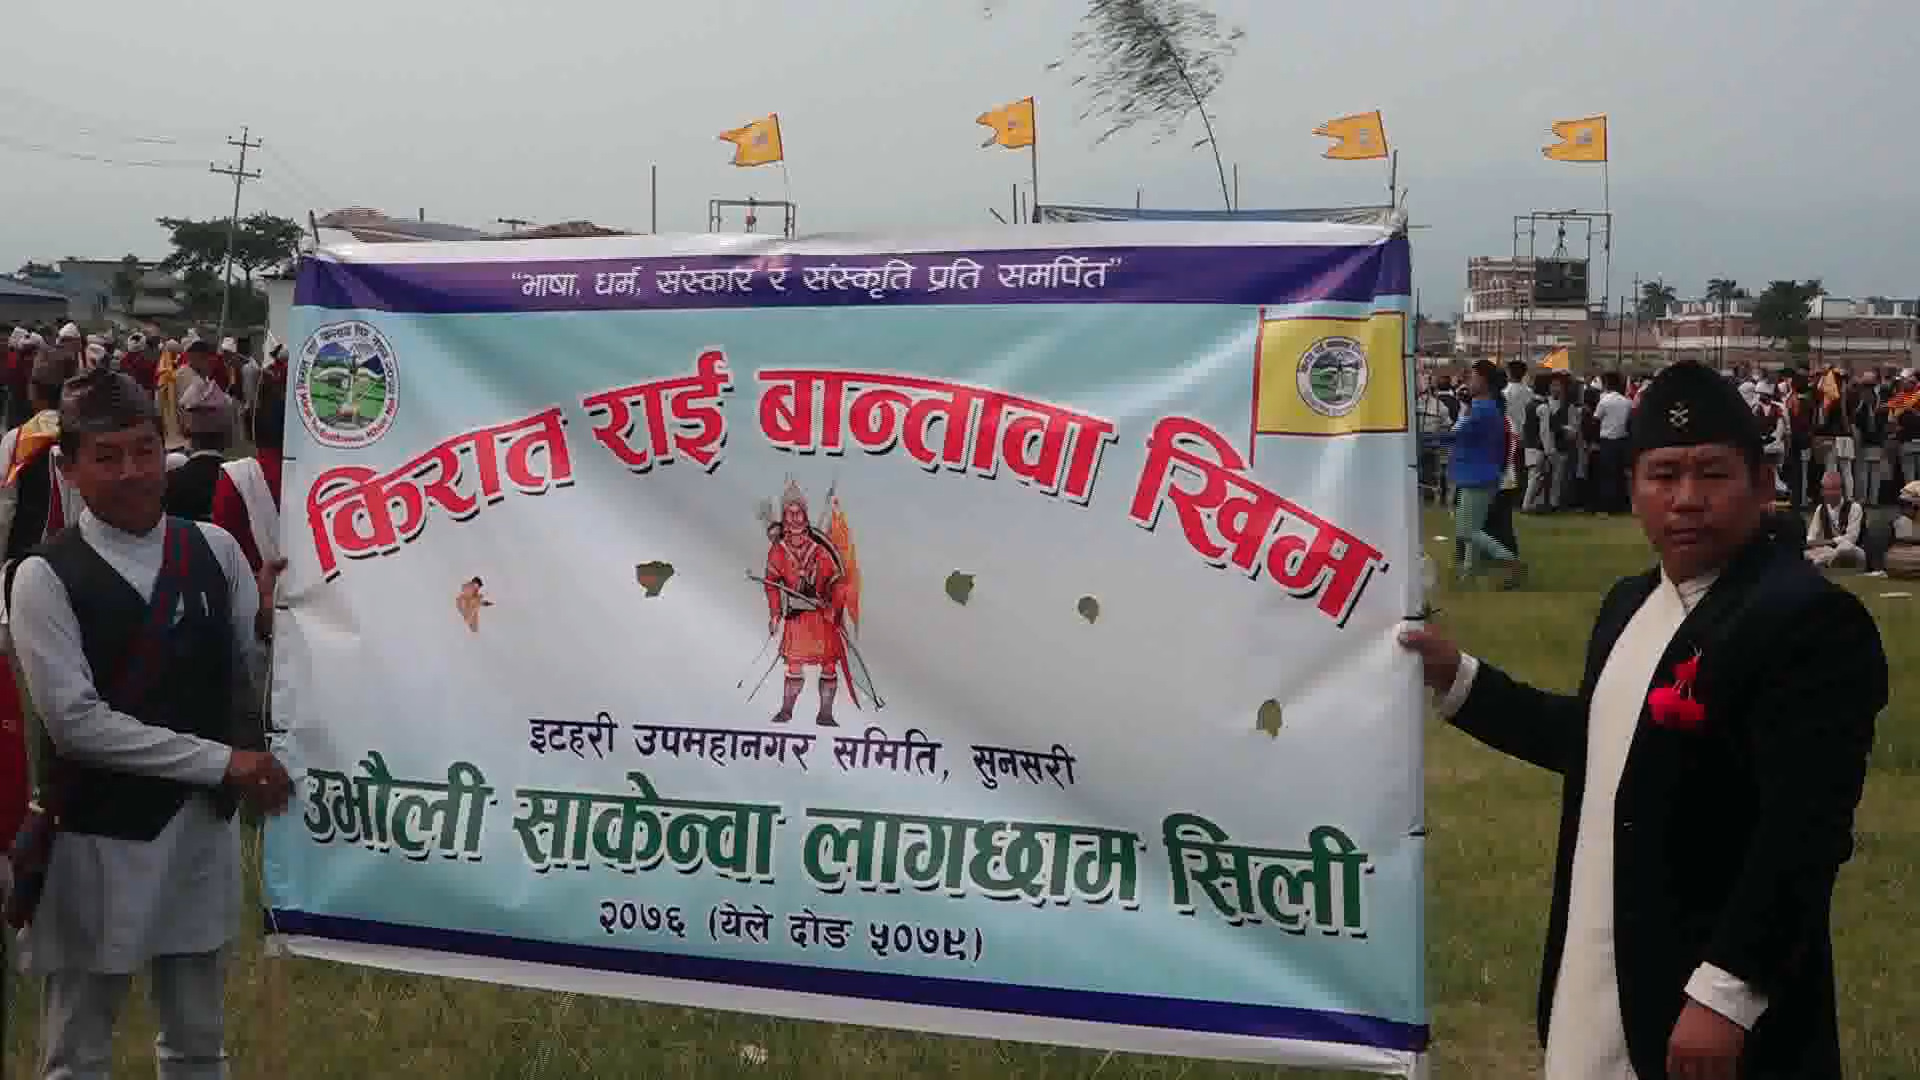 "भाषा, धर्म, संस्कार र संस्कृति प्रति समर्पित"
किरात राई बान्तावा खिम
इटहरी उपमहानगर समिति, सुनसरी
उभौली साकेन्वा लागछाम सिली
२०७६ (येले दोङ ५०७९)